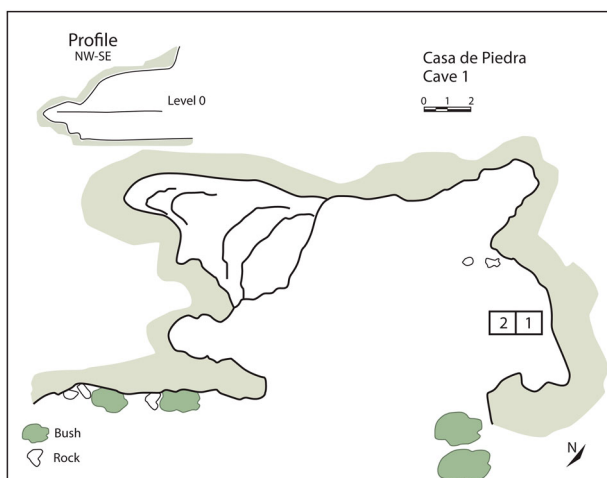 Profile
NW-SE
Level 0
Casa de Piedra
Cave 1
0 1 2
2 1
Bush
Rock
N